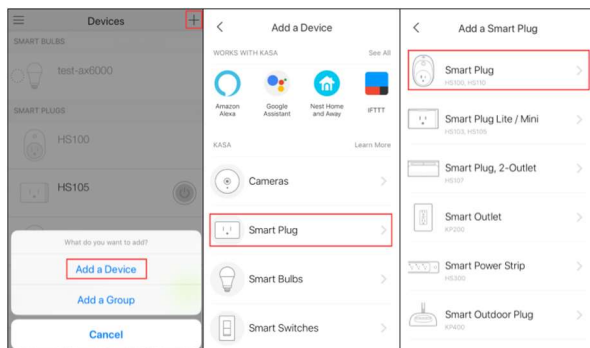 Devices
SMART BULBS
test-ax6000
SMART PLUGS
HS100
HS105
What do you want to add?
Add a Device
Add a Group
Cancel
Add a Device
WORKS WITH KASA
See All
Amazon
Alexa
Google
Assistant
Nest Home
and Away
IFTTT
KASA
Learn More
Cameras
Smart Plug
Smart Bulbs
Smart Switches
Add a Smart Plug
Smart Plug
HS100, HS110
Smart Plug Lite / Mini
HS103, HS105
Smart Plug, 2-Outlet
HS107
Smart Outlet
KP200
Smart Power Strip
HS300
Smart Outdoor Plug
KP400